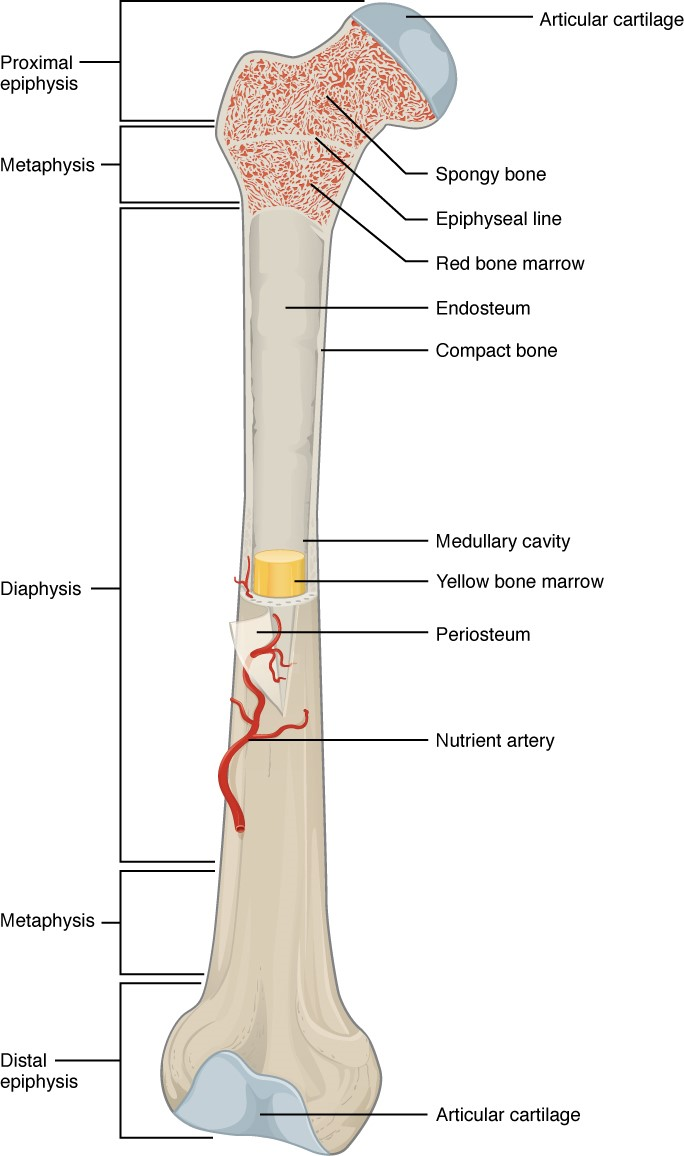 Articular cartilage
Proximal
epiphysis
Metaphysis
Spongy bone
Epiphyseal line
Red bone marrow
Endosteum
Compact bone
Medullary cavity
Yellow bone marrow
Diaphysis
Periosteum
Nutrient artery
Metaphysis
Distal
epiphysis
Articular cartilage